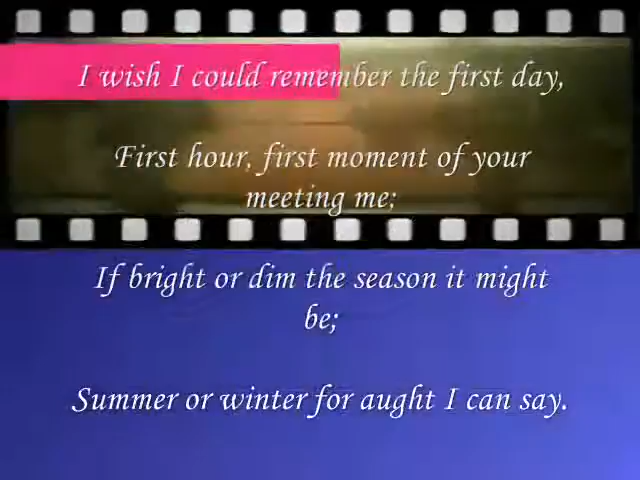 I wish I could remember the first day,
First hour, first moment of your
meeting me;
If bright or dim the season it might
be;
Summer or winter for aught I can say.